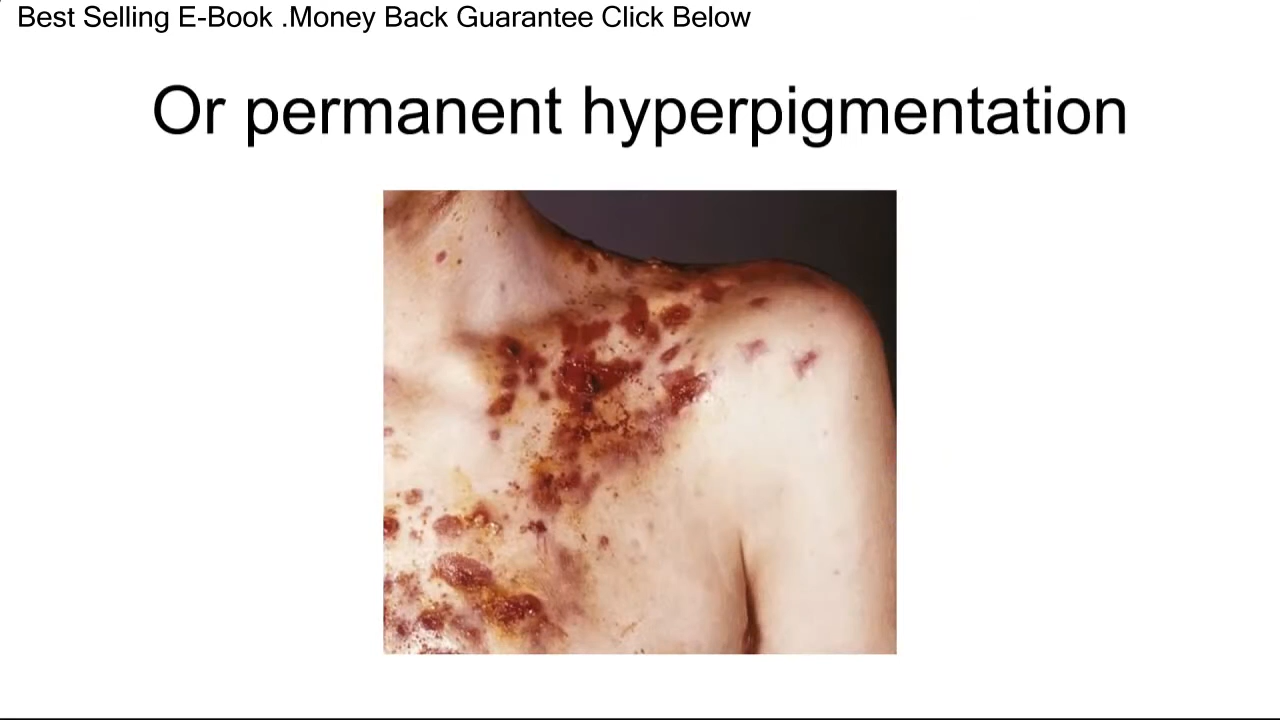 Best Selling E-Book .Money Back Guarantee Click Below
Or permanent hyperpigmentation